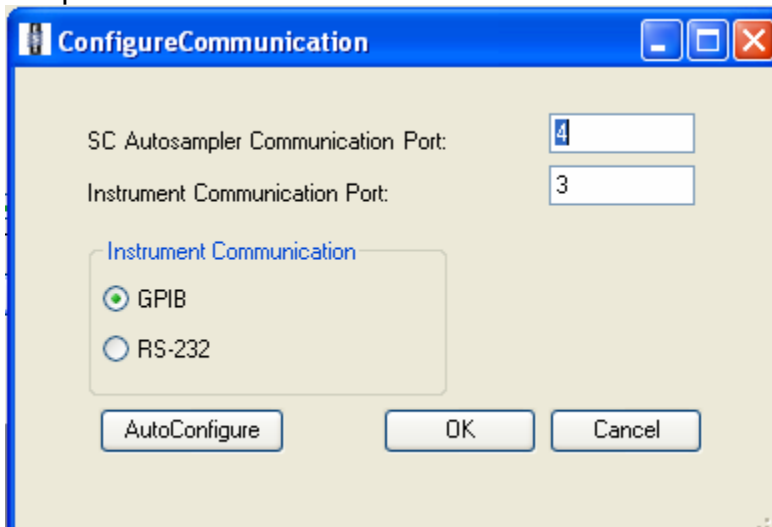 ConfigureCommunication
SC Autosampler Communication Port: 4
Instrument Communication Port: 3
Instrument Communication
GPIB
RS-232
AutoConfigure OK Cancel